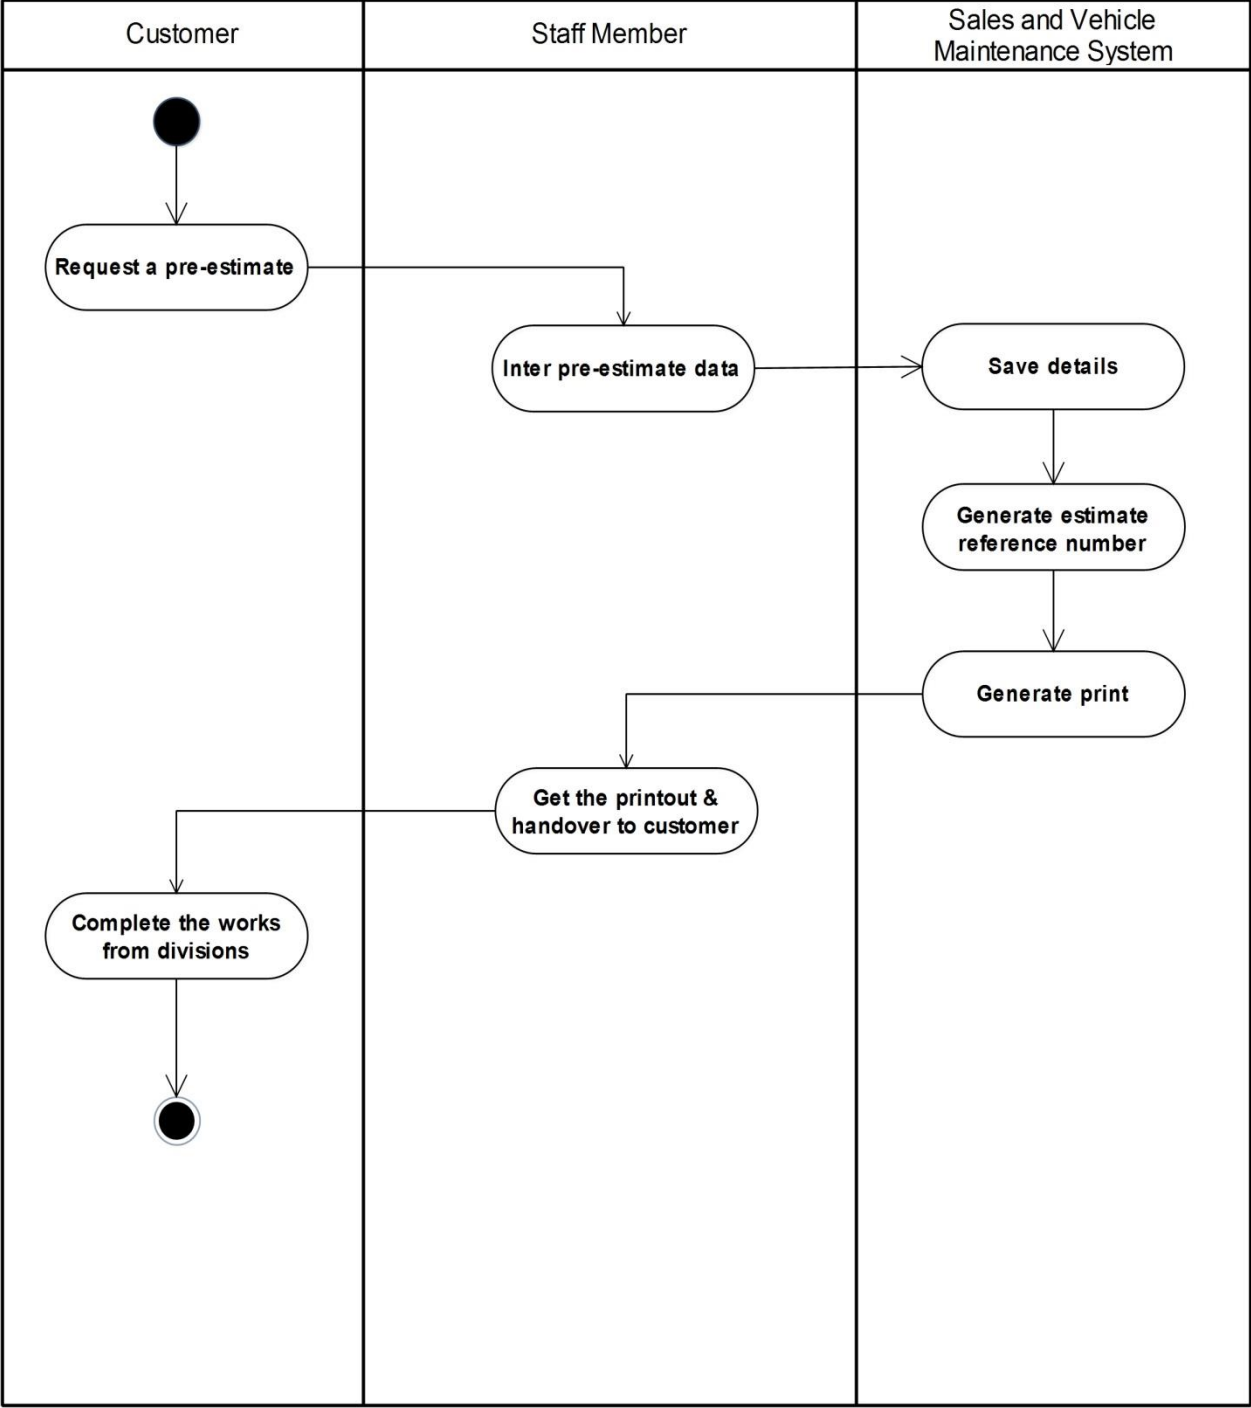 Customer
Staff Member
Sales and Vehicle
Maintenance System
Request a pre-estimate
Inter pre-estimate data
Save details
Generate estimate
reference number
Generate print
Get the printout &
handover to customer
Complete the works
from divisions